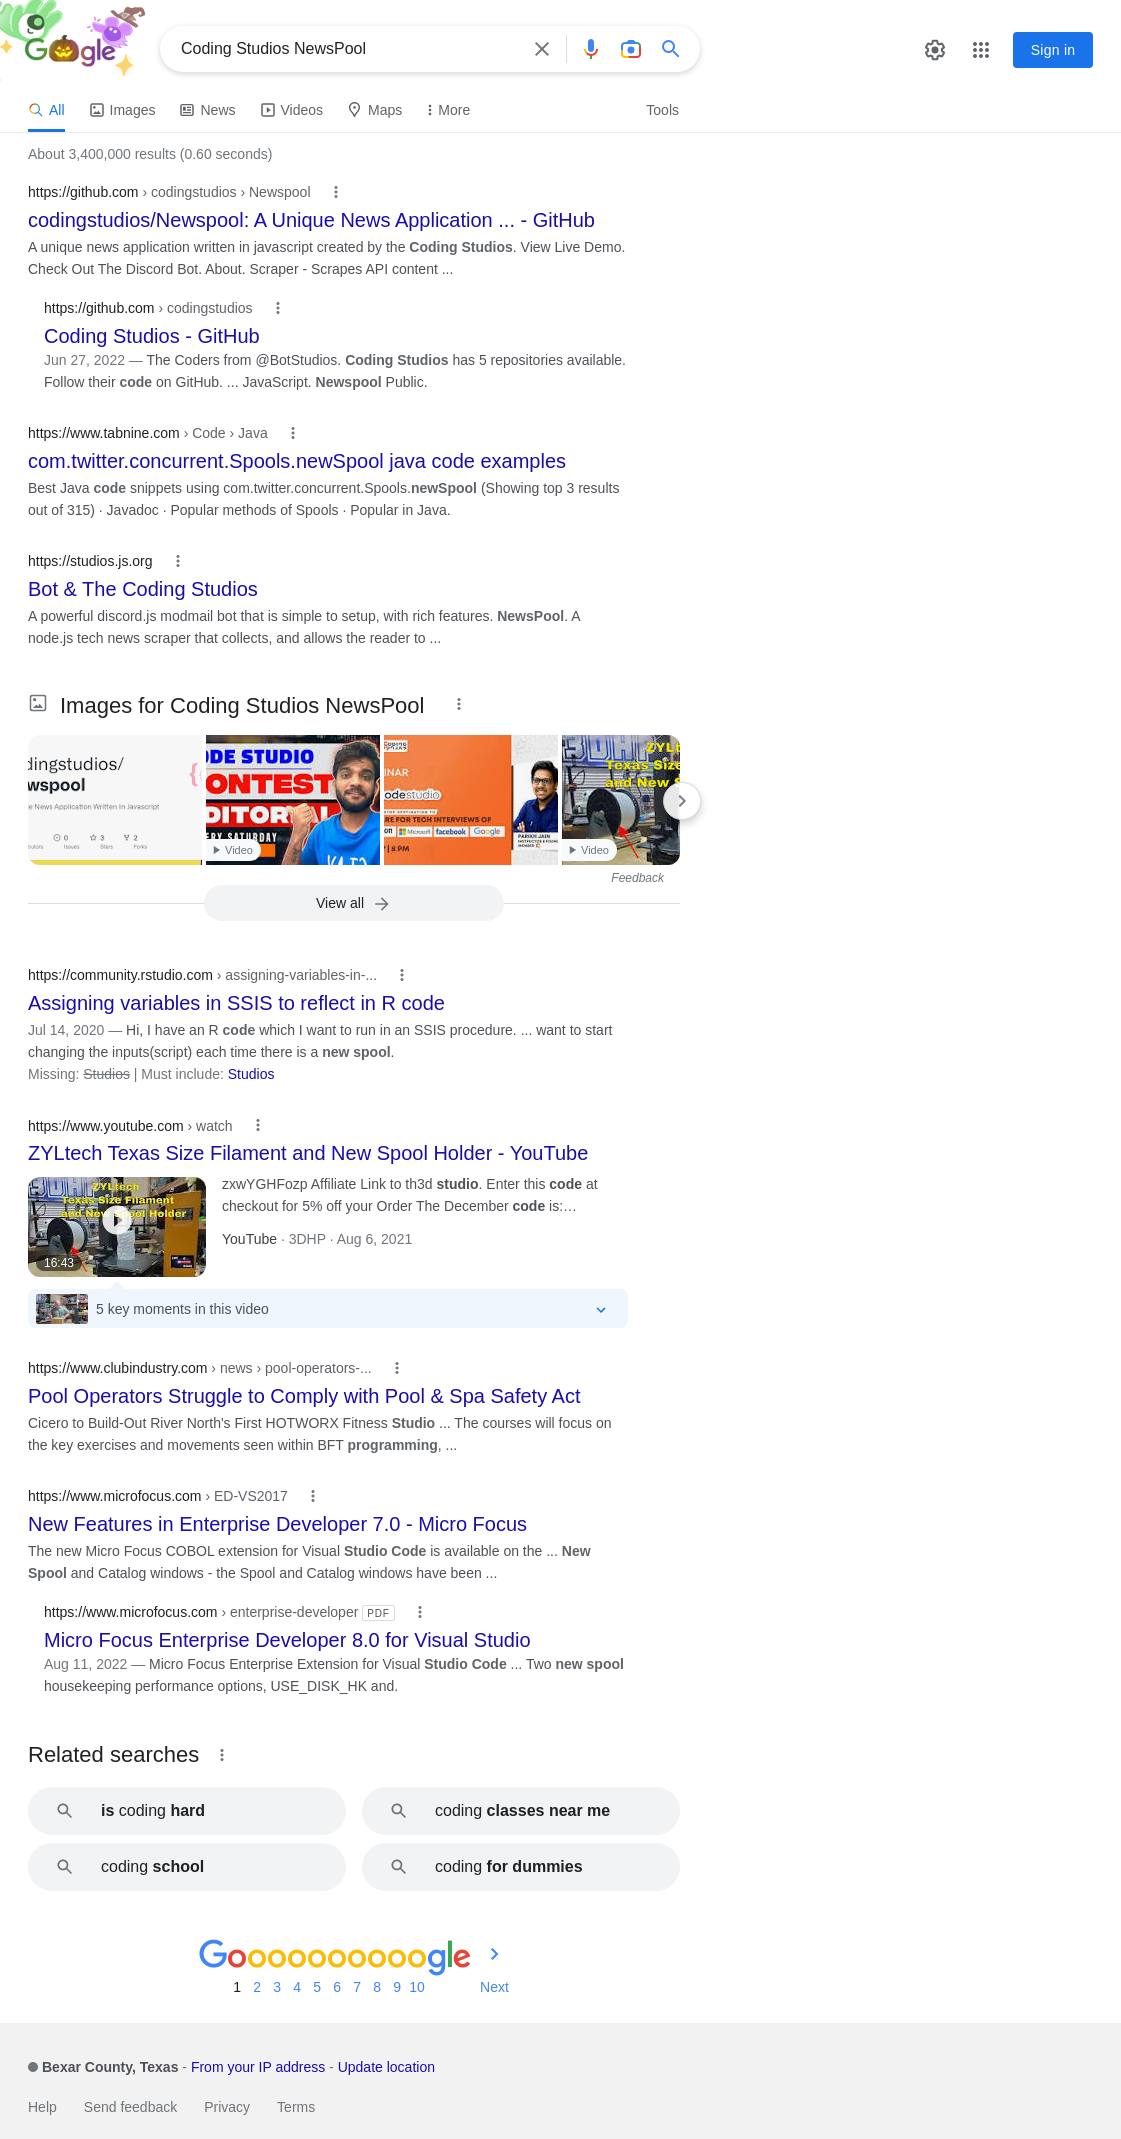 Google
Coding Studios NewsPool
Sign in
All
Images
News
Videos
Maps
More
Tools
About 3,400,000 results (0.60 seconds)
https://github.com › codingstudios › Newspool
codingstudios/Newspool: A Unique News Application ... - GitHub
A unique news application written in javascript created by the Coding Studios. View Live Demo.
Check Out The Discord Bot. About. Scraper - Scrapes API content ...
https://github.com › codingstudios
Coding Studios - GitHub
Jun 27, 2022 — The Coders from @BotStudios. Coding Studios has 5 repositories available.
Follow their code on GitHub. ... JavaScript. Newspool Public.
https://www.tabnine.com › Code › Java
com.twitter.concurrent.Spools.newSpool java code examples
Best Java code snippets using com.twitter.concurrent.Spools.newSpool (Showing top 3 results
out of 315) · Javadoc · Popular methods of Spools · Popular in Java.
https://studios.js.org
Bot & The Coding Studios
A powerful discord.js modmail bot that is simple to setup, with rich features. NewsPool. A
node.js tech news scraper that collects, and allows the reader to ...
Images for Coding Studios NewsPool
dingstudios/
wspool
e News Application Written In Javascript
0
3
2
Issues
Stars
Forks
ODE STUDIO
ONTEST
DITORIAL
ERY SATURDAY
Video
CODING
NINJAS
INAR
odestudio
RE FOR TECH INTERVIEWS OF
on Microsoft facebook Google
| 8 PM
PARIKH JAIN
3DHP
ZYLt
Texas Size
and New S
Video
Feedback
View all
https://community.rstudio.com › assigning-variables-in-...
Assigning variables in SSIS to reflect in R code
Jul 14, 2020 — Hi, I have an R code which I want to run in an SSIS procedure. ... want to start
changing the inputs(script) each time there is a new spool.
Missing: Studios | Must include: Studios
https://www.youtube.com › watch
ZYLtech Texas Size Filament and New Spool Holder - YouTube
3DHP
ZYLtech
Texas Size Filament
and New Spool Holder
16:43
zxwYGHFozp Affiliate Link to th3d studio. Enter this code at
checkout for 5% off your Order The December code is:…
YouTube · 3DHP · Aug 6, 2021
5 key moments in this video
https://www.clubindustry.com › news › pool-operators-...
Pool Operators Struggle to Comply with Pool & Spa Safety Act
Cicero to Build-Out River North's First HOTWORX Fitness Studio ... The courses will focus on
the key exercises and movements seen within BFT programming, ...
https://www.microfocus.com › ED-VS2017
New Features in Enterprise Developer 7.0 - Micro Focus
The new Micro Focus COBOL extension for Visual Studio Code is available on the ... New
Spool and Catalog windows - the Spool and Catalog windows have been ...
https://www.microfocus.com › enterprise-developer PDF
Micro Focus Enterprise Developer 8.0 for Visual Studio
Aug 11, 2022 — Micro Focus Enterprise Extension for Visual Studio Code ... Two new spool
housekeeping performance options, USE_DISK_HK and.
Related searches
is coding hard
coding classes near me
coding school
coding for dummies
Goooooooooogle
1 2 3 4 5 6 7 8 9 10 Next
Bexar County, Texas - From your IP address - Update location
Help Send feedback Privacy Terms